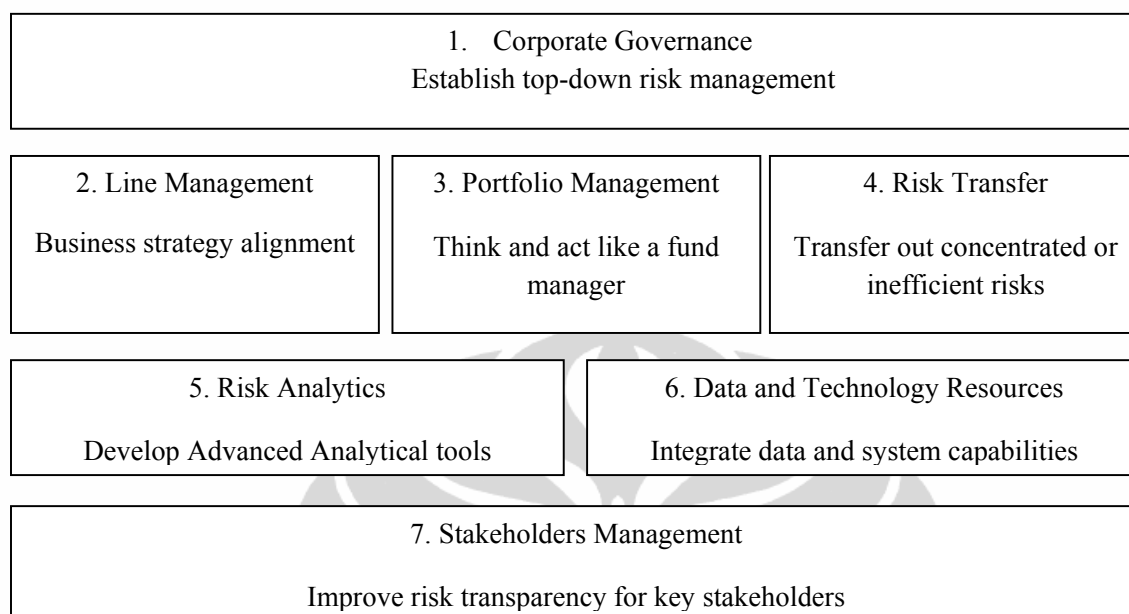 1. Corporate Governance
Establish top-down risk management
2. Line Management
Business strategy alignment
3. Portfolio Management
Think and act like a fund
manager
4. Risk Transfer
Transfer out concentrated or
inefficient risks
5. Risk Analytics
Develop Advanced Analytical tools
6. Data and Technology Resources
Integrate data and system capabilities
7. Stakeholders Management
Improve risk transparency for key stakeholders